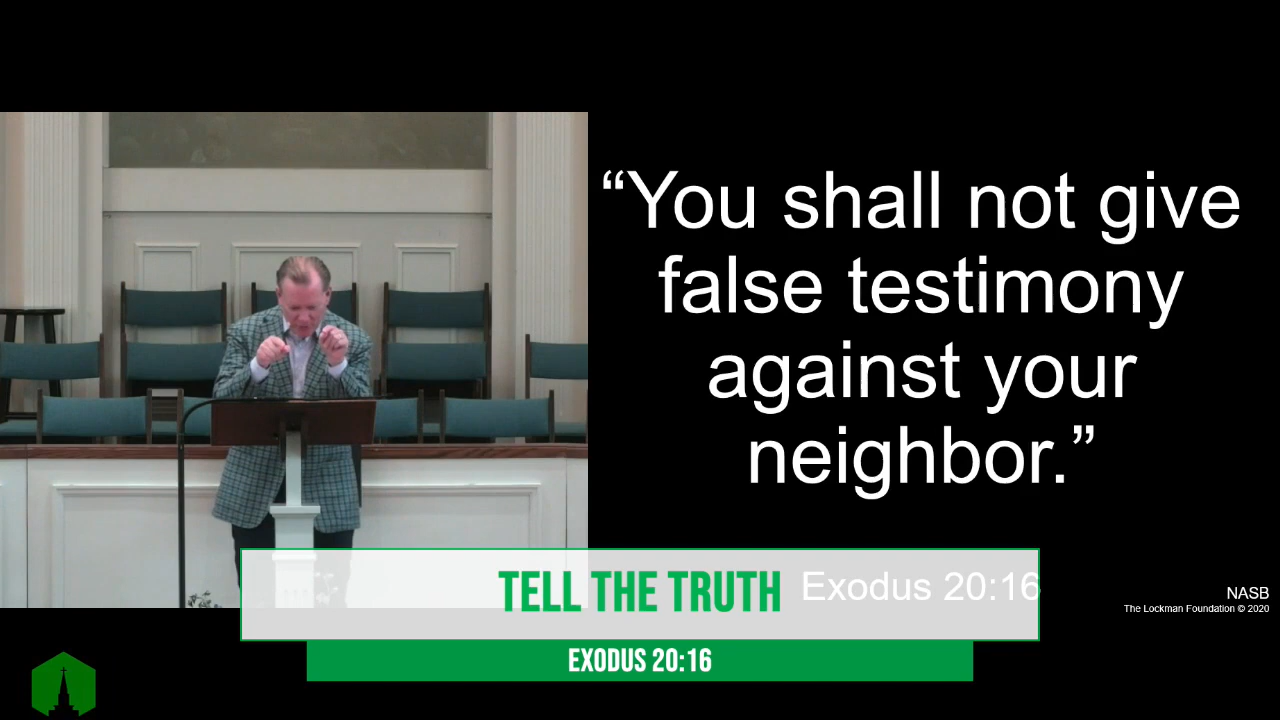 “You shall not give
false testimony
against your
neighbor.”
Exodus 20:16
NASB
The Lockman Foundation © 2020
TELL THE TRUTH
EXODUS 20:16